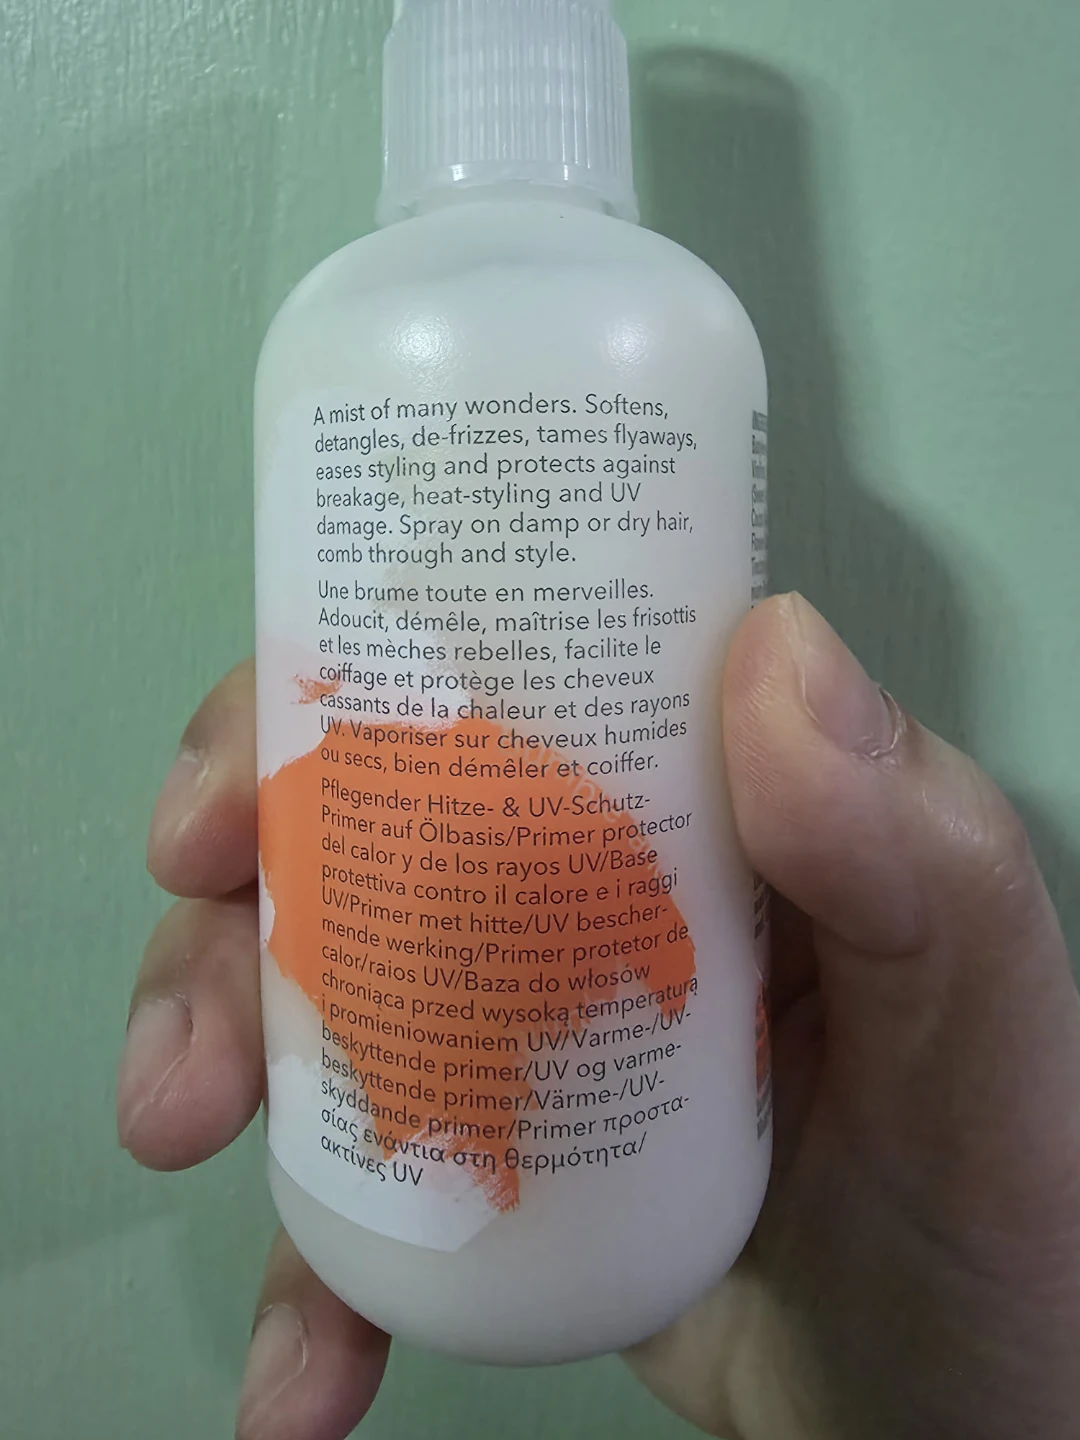 A mist of many wonders. Softens,
detangles, de-frizzes, tames flyaways,
eases styling and protects against
breakage, heat-styling and UV
damage. Spray on damp or dry hair,
comb through and style.
Une brume toute en merveilles.
Adoucit, démêle, maîtrise les frisottis
et les mèches rebelles, facilite le
coiffage et protège les cheveux
cassants de la chaleur et des rayons
UV. Vaporiser sur cheveux humides
ou secs, bien démêler et coiffer.
Pflegender Hitze- & UV-Schutz-
Primer auf Ölbasis/Primer protector
del calor y de los rayos UV/Base
protettiva contro il calore e i raggi
UV/Primer met hitte/UV bescher-
mende werking/Primer protetor de
calor/raios UV/Baza do włosów
chroniąca przed wysoką temperaturą
i promieniowaniem UV/Varme-/UV-
beskyttende primer/UV og varme-
beskyttende primer/Värme-/UV-
skyddande primer/Primer προστα-
σίας ενάντια στη θερμότητα/
ακτίνες UV